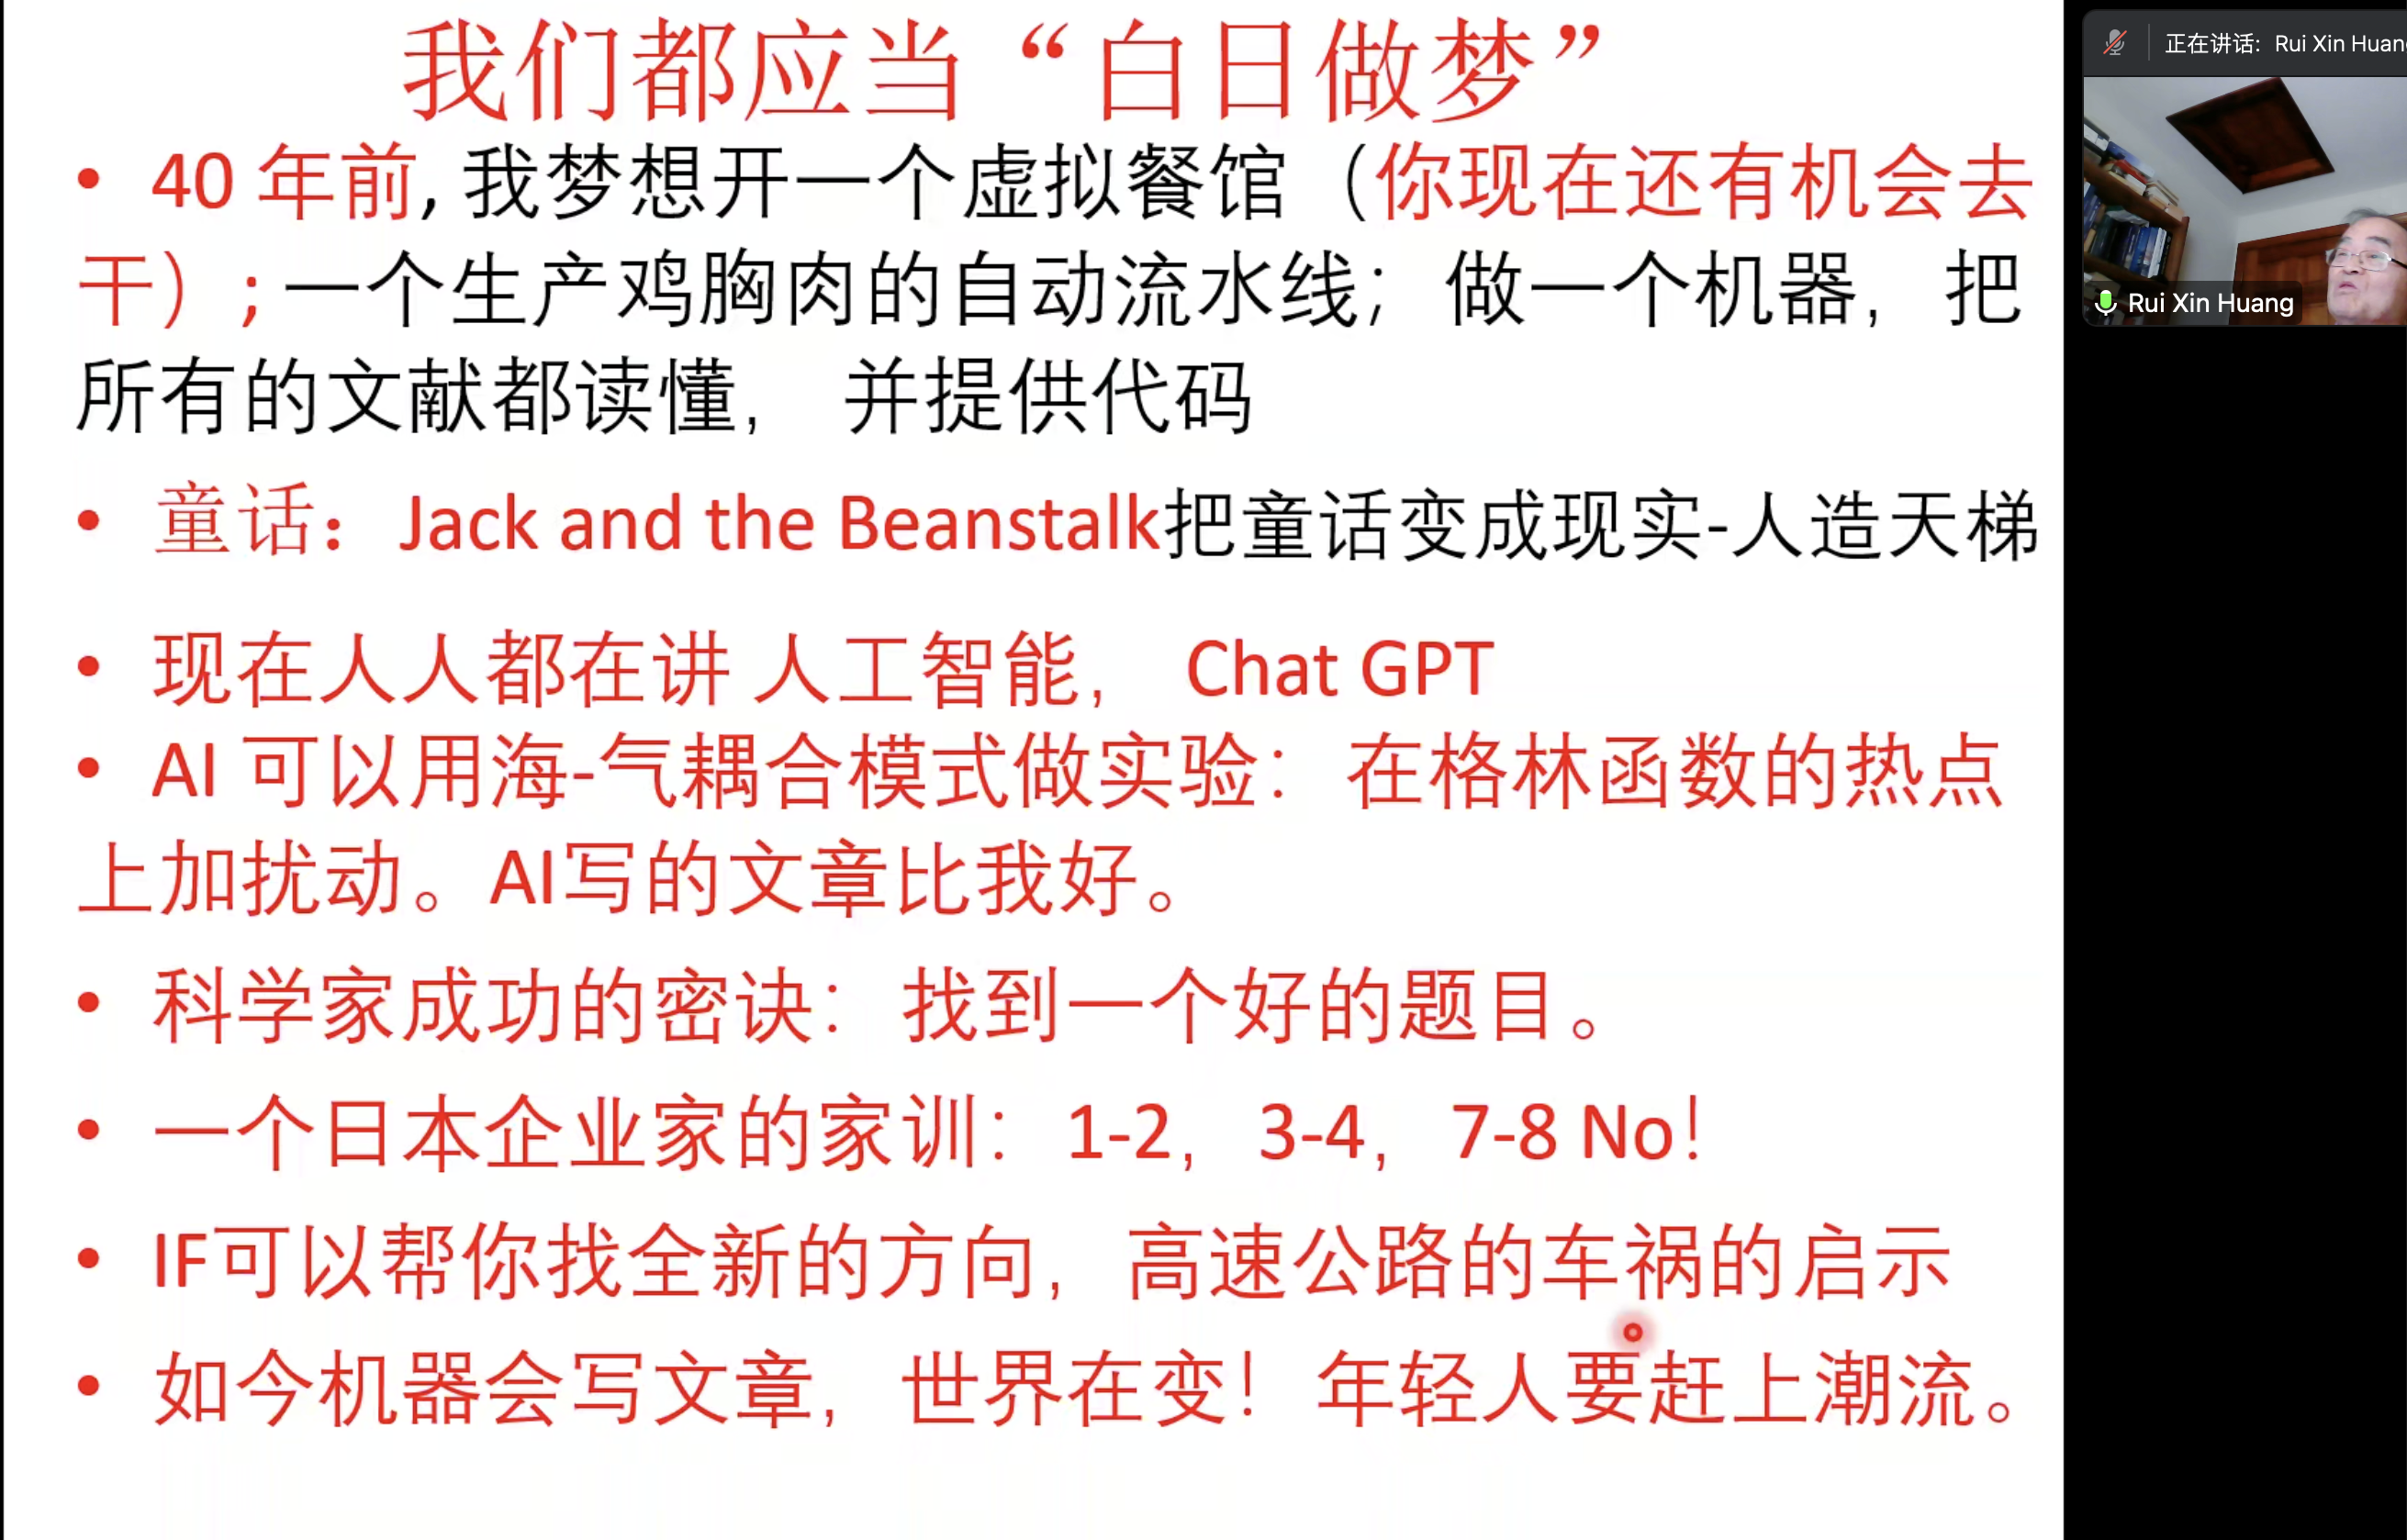 我们都应当“白日做梦”
• 40 年前, 我梦想开一个虚拟餐馆（你现在还有机会去
干）; 一个生产鸡胸肉的自动流水线；做一个机器，把
所有的文献都读懂，并提供代码
• 童话：Jack and the Beanstalk把童话变成现实-人造天梯
• 现在人人都在讲 人工智能， Chat GPT
• AI 可以用海-气耦合模式做实验：在格林函数的热点
上加扰动。AI写的文章比我好。
• 科学家成功的密诀：找到一个好的题目。
• 一个日本企业家的家训：1-2， 3-4， 7-8 No！
• IF可以帮你找全新的方向，高速公路的车祸的启示
• 如今机器会写文章，世界在变！年轻人要赶上潮流。
正在讲话: Rui Xin Huan
Rui Xin Huang